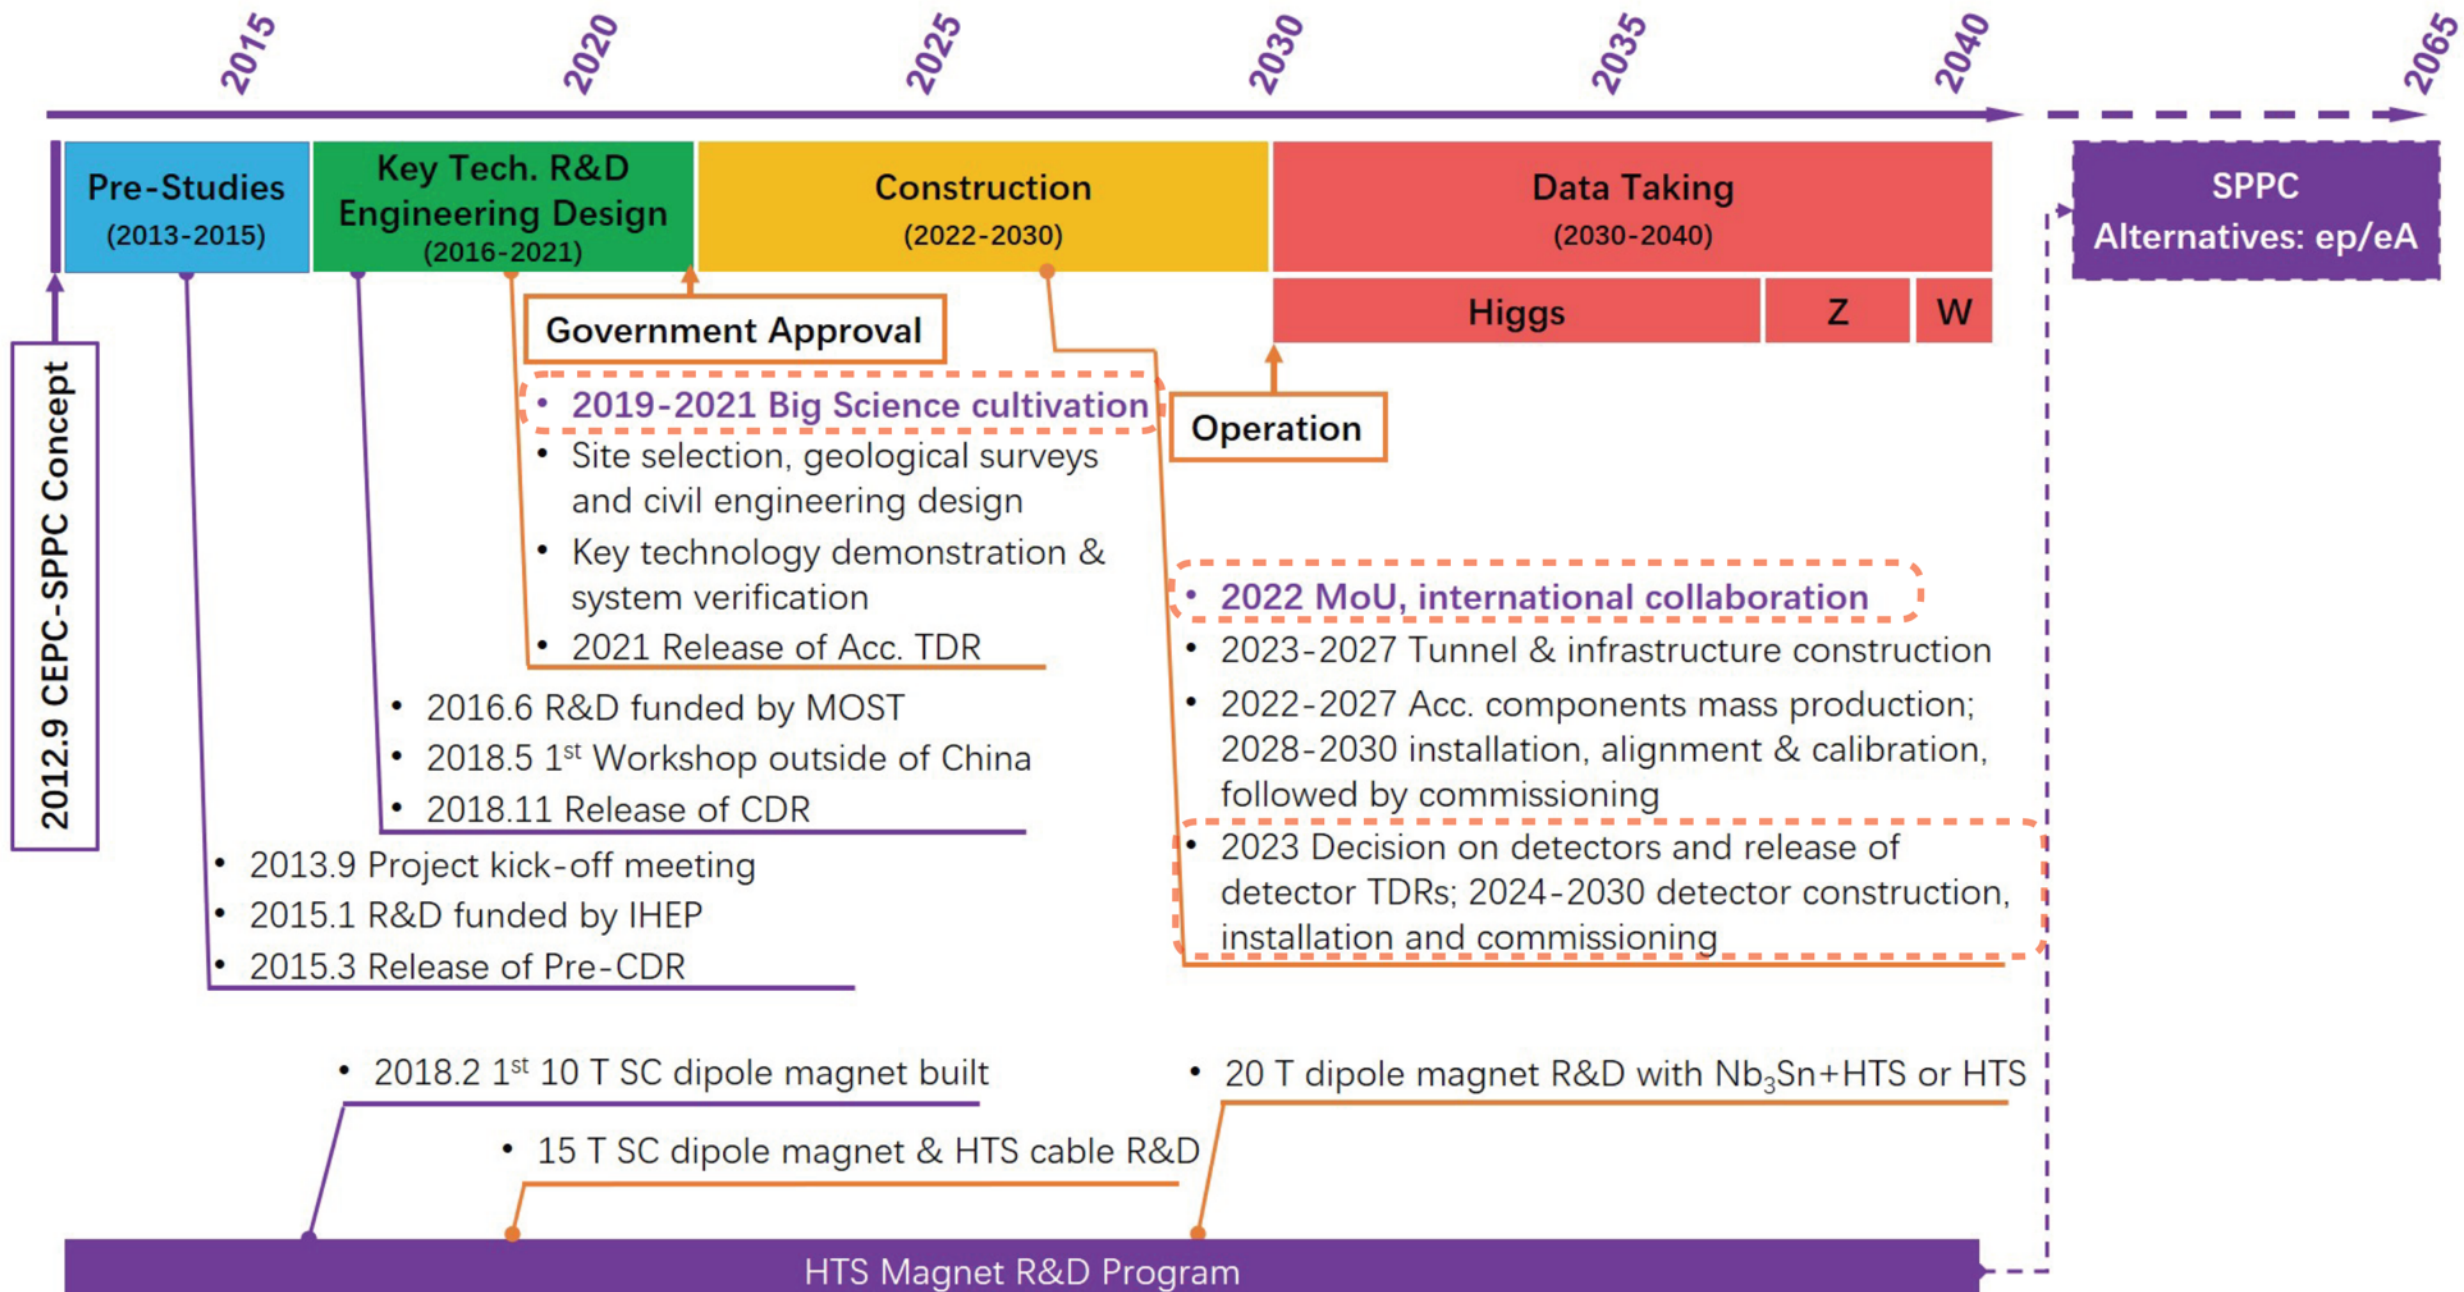 2015
2020
2025
2030
2035
2040
2065
Pre-Studies
(2013-2015)
Key Tech. R&D
Engineering Design
(2016-2021)
Construction
(2022-2030)
Data Taking
(2030-2040)
SPPC
Alternatives: ep/eA
Higgs
Z
W
Government Approval
Operation
2012.9 CEPC-SPPC Concept
• 2019-2021 Big Science cultivation
• Site selection, geological surveys
and civil engineering design
• Key technology demonstration &
system verification
• 2021 Release of Acc. TDR
• 2016.6 R&D funded by MOST
• 2018.5 1st Workshop outside of China
• 2018.11 Release of CDR
• 2013.9 Project kick-off meeting
• 2015.1 R&D funded by IHEP
• 2015.3 Release of Pre-CDR
• 2022 MoU, international collaboration
• 2023-2027 Tunnel & infrastructure construction
• 2022-2027 Acc. components mass production;
2028-2030 installation, alignment & calibration,
followed by commissioning
• 2023 Decision on detectors and release of
detector TDRs; 2024-2030 detector construction,
installation and commissioning
• 2018.2 1st 10 T SC dipole magnet built
• 15 T SC dipole magnet & HTS cable R&D
• 20 T dipole magnet R&D with Nb₃Sn+HTS or HTS
HTS Magnet R&D Program